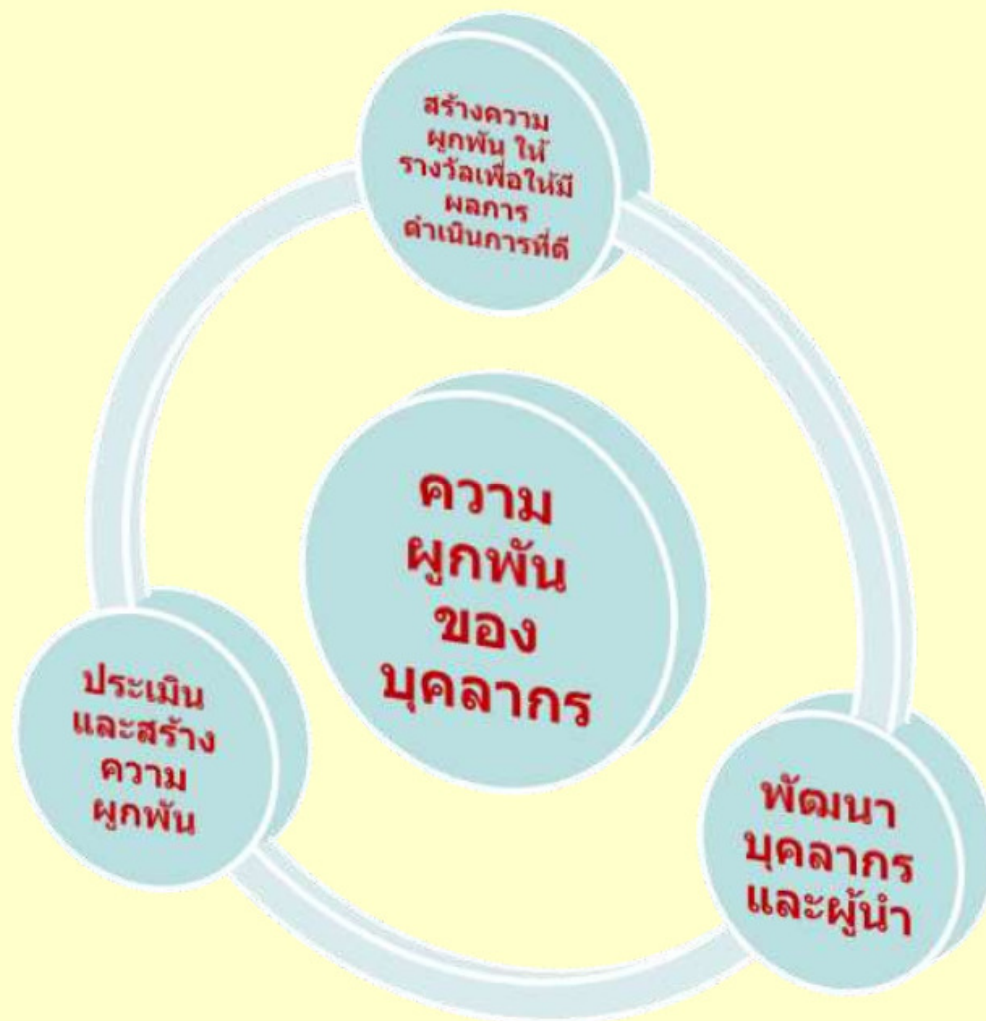 สร้างความ
ผูกพัน ให้
รางวัลเพื่อให้มี
ผลการ
ดำเนินการที่ดี
ความ
ผูกพัน
ของ
บุคลากร
ประเมิน
และสร้าง
ความ
ผูกพัน
พัฒนา
บุคลากร
และผู้นำ